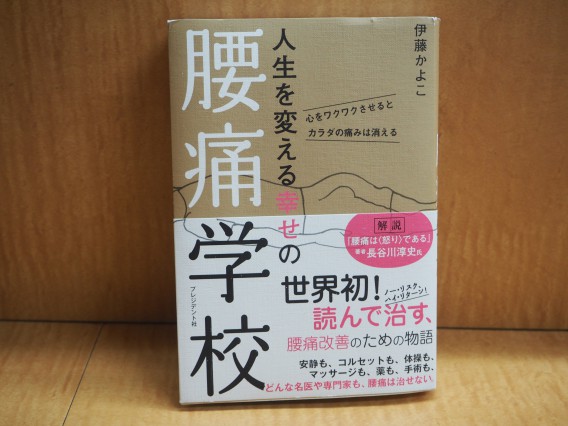 伊藤かよこ
人生を変える幸せの
腰痛学校
心をワクワクさせると
カラダの痛みは消える
プレジデント社
解説
「腰痛は〈怒り〉である」
著者 長谷川淳史氏
世界初!
ノー・リスク、
ハイ・リターン!
読んで治す、
腰痛改善のための物語
安静も、コルセットも、体操も、
マッサージも、薬も、手術も、
どんな名医や専門家も、腰痛は治せない。